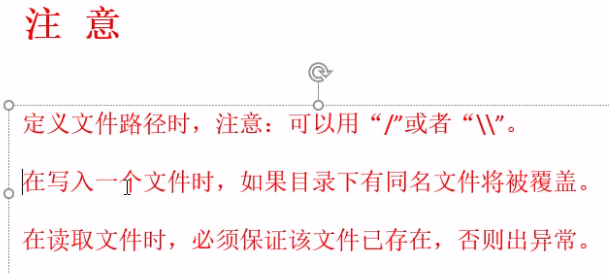 注 意
定义文件路径时，注意：可以用“/”或者“\\”。
在写入一个文件时，如果目录下有同名文件将被覆盖。
在读取文件时，必须保证该文件已存在，否则出异常。